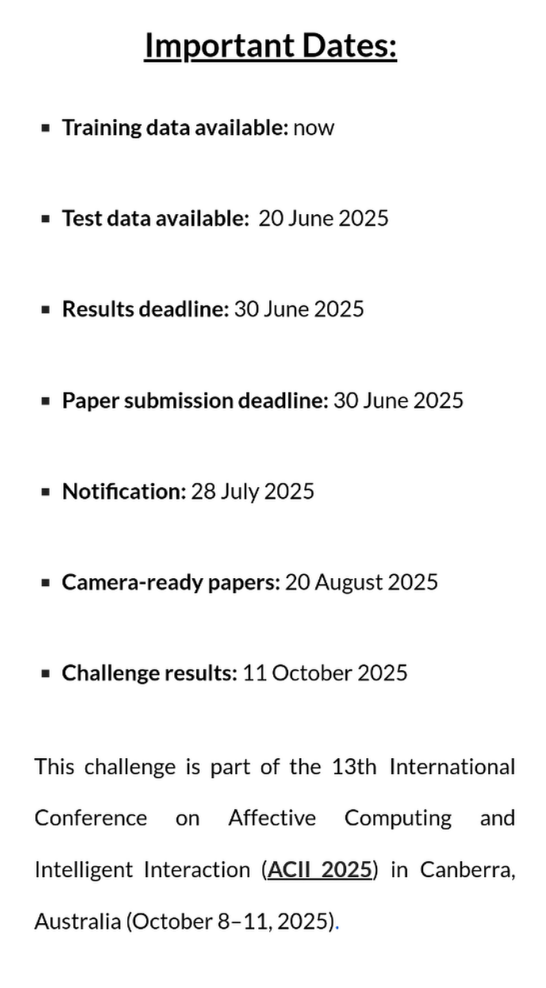 Important Dates:
Training data available: now
Test data available: 20 June 2025
Results deadline: 30 June 2025
Paper submission deadline: 30 June 2025
Notification: 28 July 2025
Camera-ready papers: 20 August 2025
Challenge results: 11 October 2025
This challenge is part of the 13th International
Conference on Affective Computing and
Intelligent Interaction (ACII 2025) in Canberra,
Australia (October 8–11, 2025).